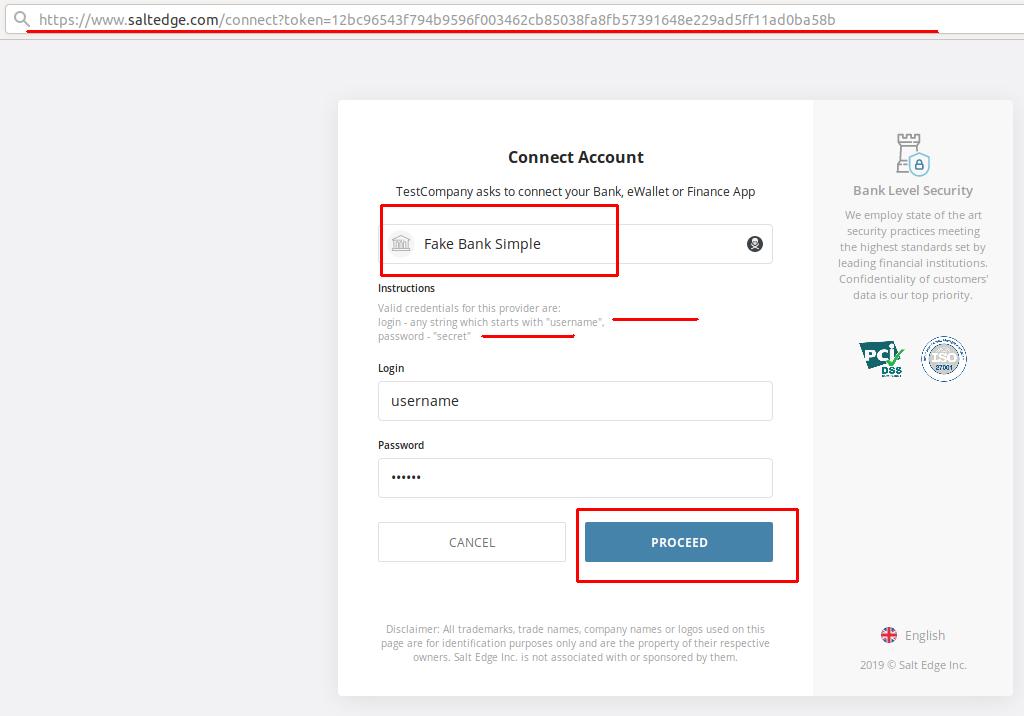 https://www.saltedge.com/connect?token=12bc96543f794b9596f003462cb85038fa8fb57391648e229ad5ff11ad0ba58b
Connect Account
TestCompany asks to connect your Bank, eWallet or Finance App
Fake Bank Simple
Instructions
Valid credentials for this provider are:
login - any string which starts with "username",
password - "secret"
Login
username
Password
••••••
CANCEL
PROCEED
Disclaimer: All trademarks, trade names, company names or logos used on this
page are for identification purposes only and are the property of their respective
owners. Salt Edge Inc. is not associated with or sponsored by them.
Bank Level Security
We employ state of the art
security practices meeting
the highest standards set by
leading financial institutions.
Confidentiality of customers'
data is our top priority.
PCI
DSS
ISO
27001
English
2019 © Salt Edge Inc.